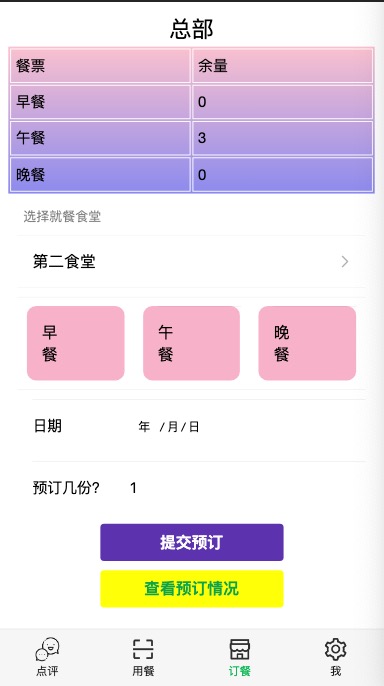 总部
餐票 余量
早餐 0
午餐 3
晚餐 0
选择就餐食堂
第二食堂
早
餐
午
餐
晚
餐
日期 年 /月/日
预订几份? 1
提交预订
查看预订情况
点评 用餐 订餐 我